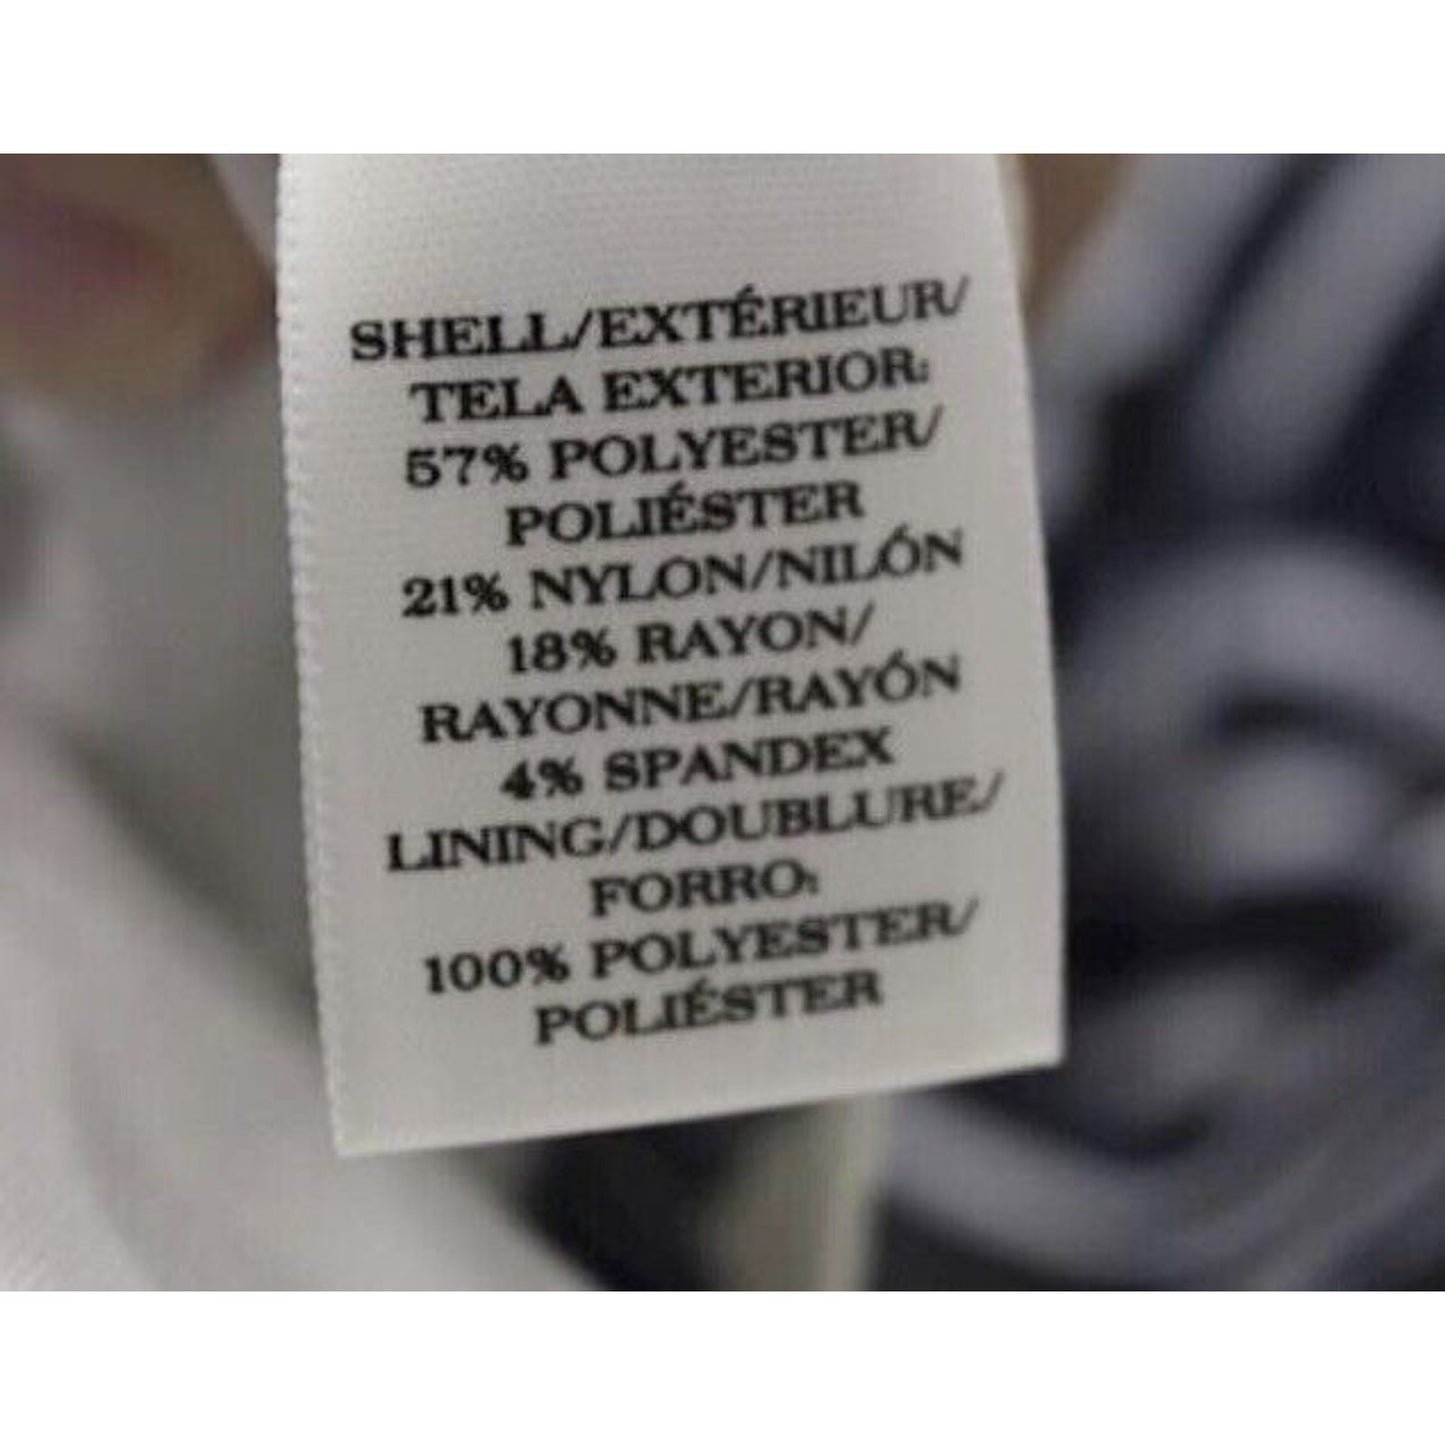 SHELL/EXTÉRIEUR/
TELA EXTERIOR:
57% POLYESTER/
POLIÉSTER
21% NYLON/NILÓN
18% RAYON/
RAYONNE/RAYÓN
4% SPANDEX
LINING/DOUBLURE/
FORRO:
100% POLYESTER/
POLIÉSTER